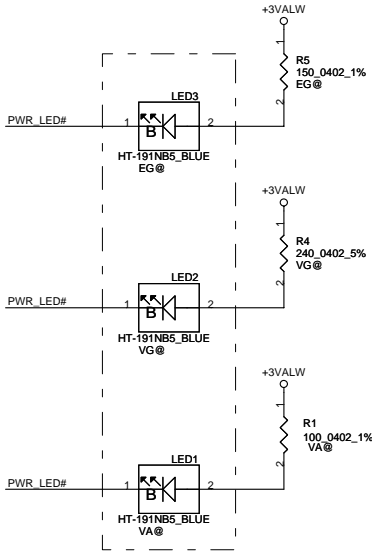 +3VALW
1
R5
150_0402_1%
EG@
2
LED3
PWR_LED#
1
2
B
HT-191NB5_BLUE
EG@
+3VALW
1
R4
240_0402_5%
VG@
2
LED2
PWR_LED#
1
2
B
HT-191NB5_BLUE
VG@
+3VALW
1
R1
100_0402_1%
VA@
2
LED1
PWR_LED#
1
2
B
HT-191NB5_BLUE
VA@